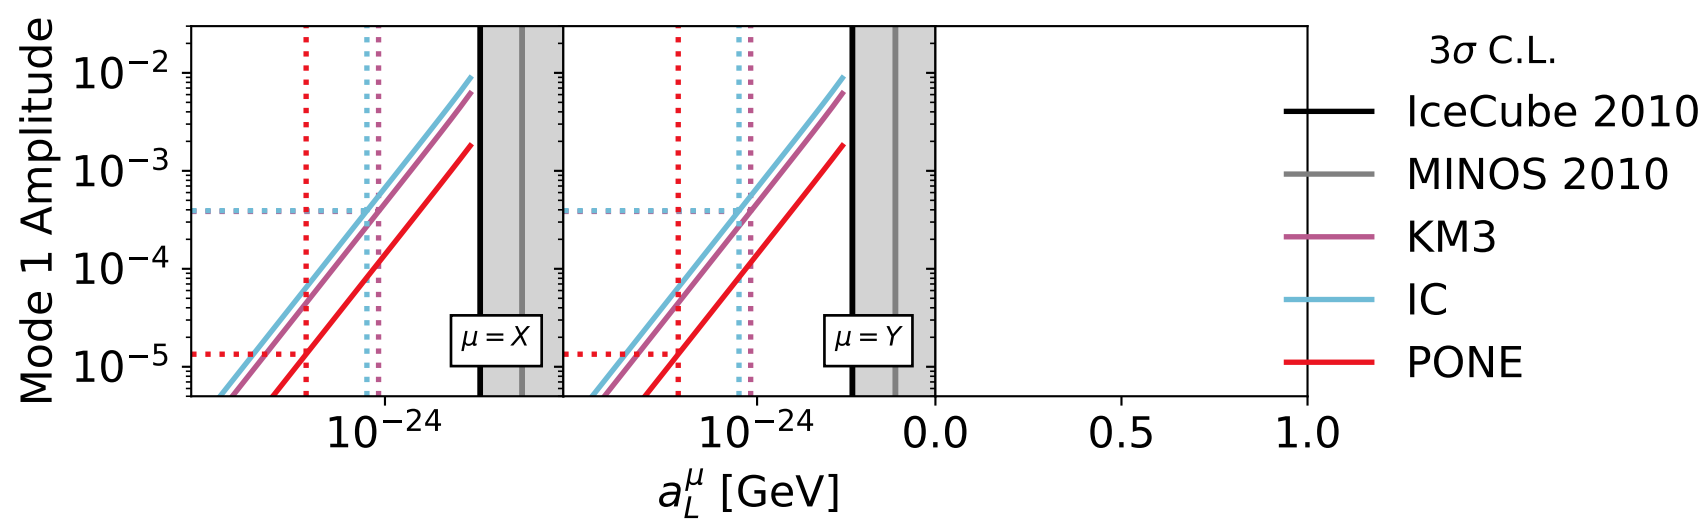 Mode 1 Amplitude
10⁻²
10⁻³
10⁻⁴
10⁻⁵
μ = X
μ = Y
10⁻²⁴
10⁻²⁴
0.0
0.5
1.0
a_L^μ [GeV]
3σ C.L.
IceCube 2010
MINOS 2010
KM3
IC
PONE